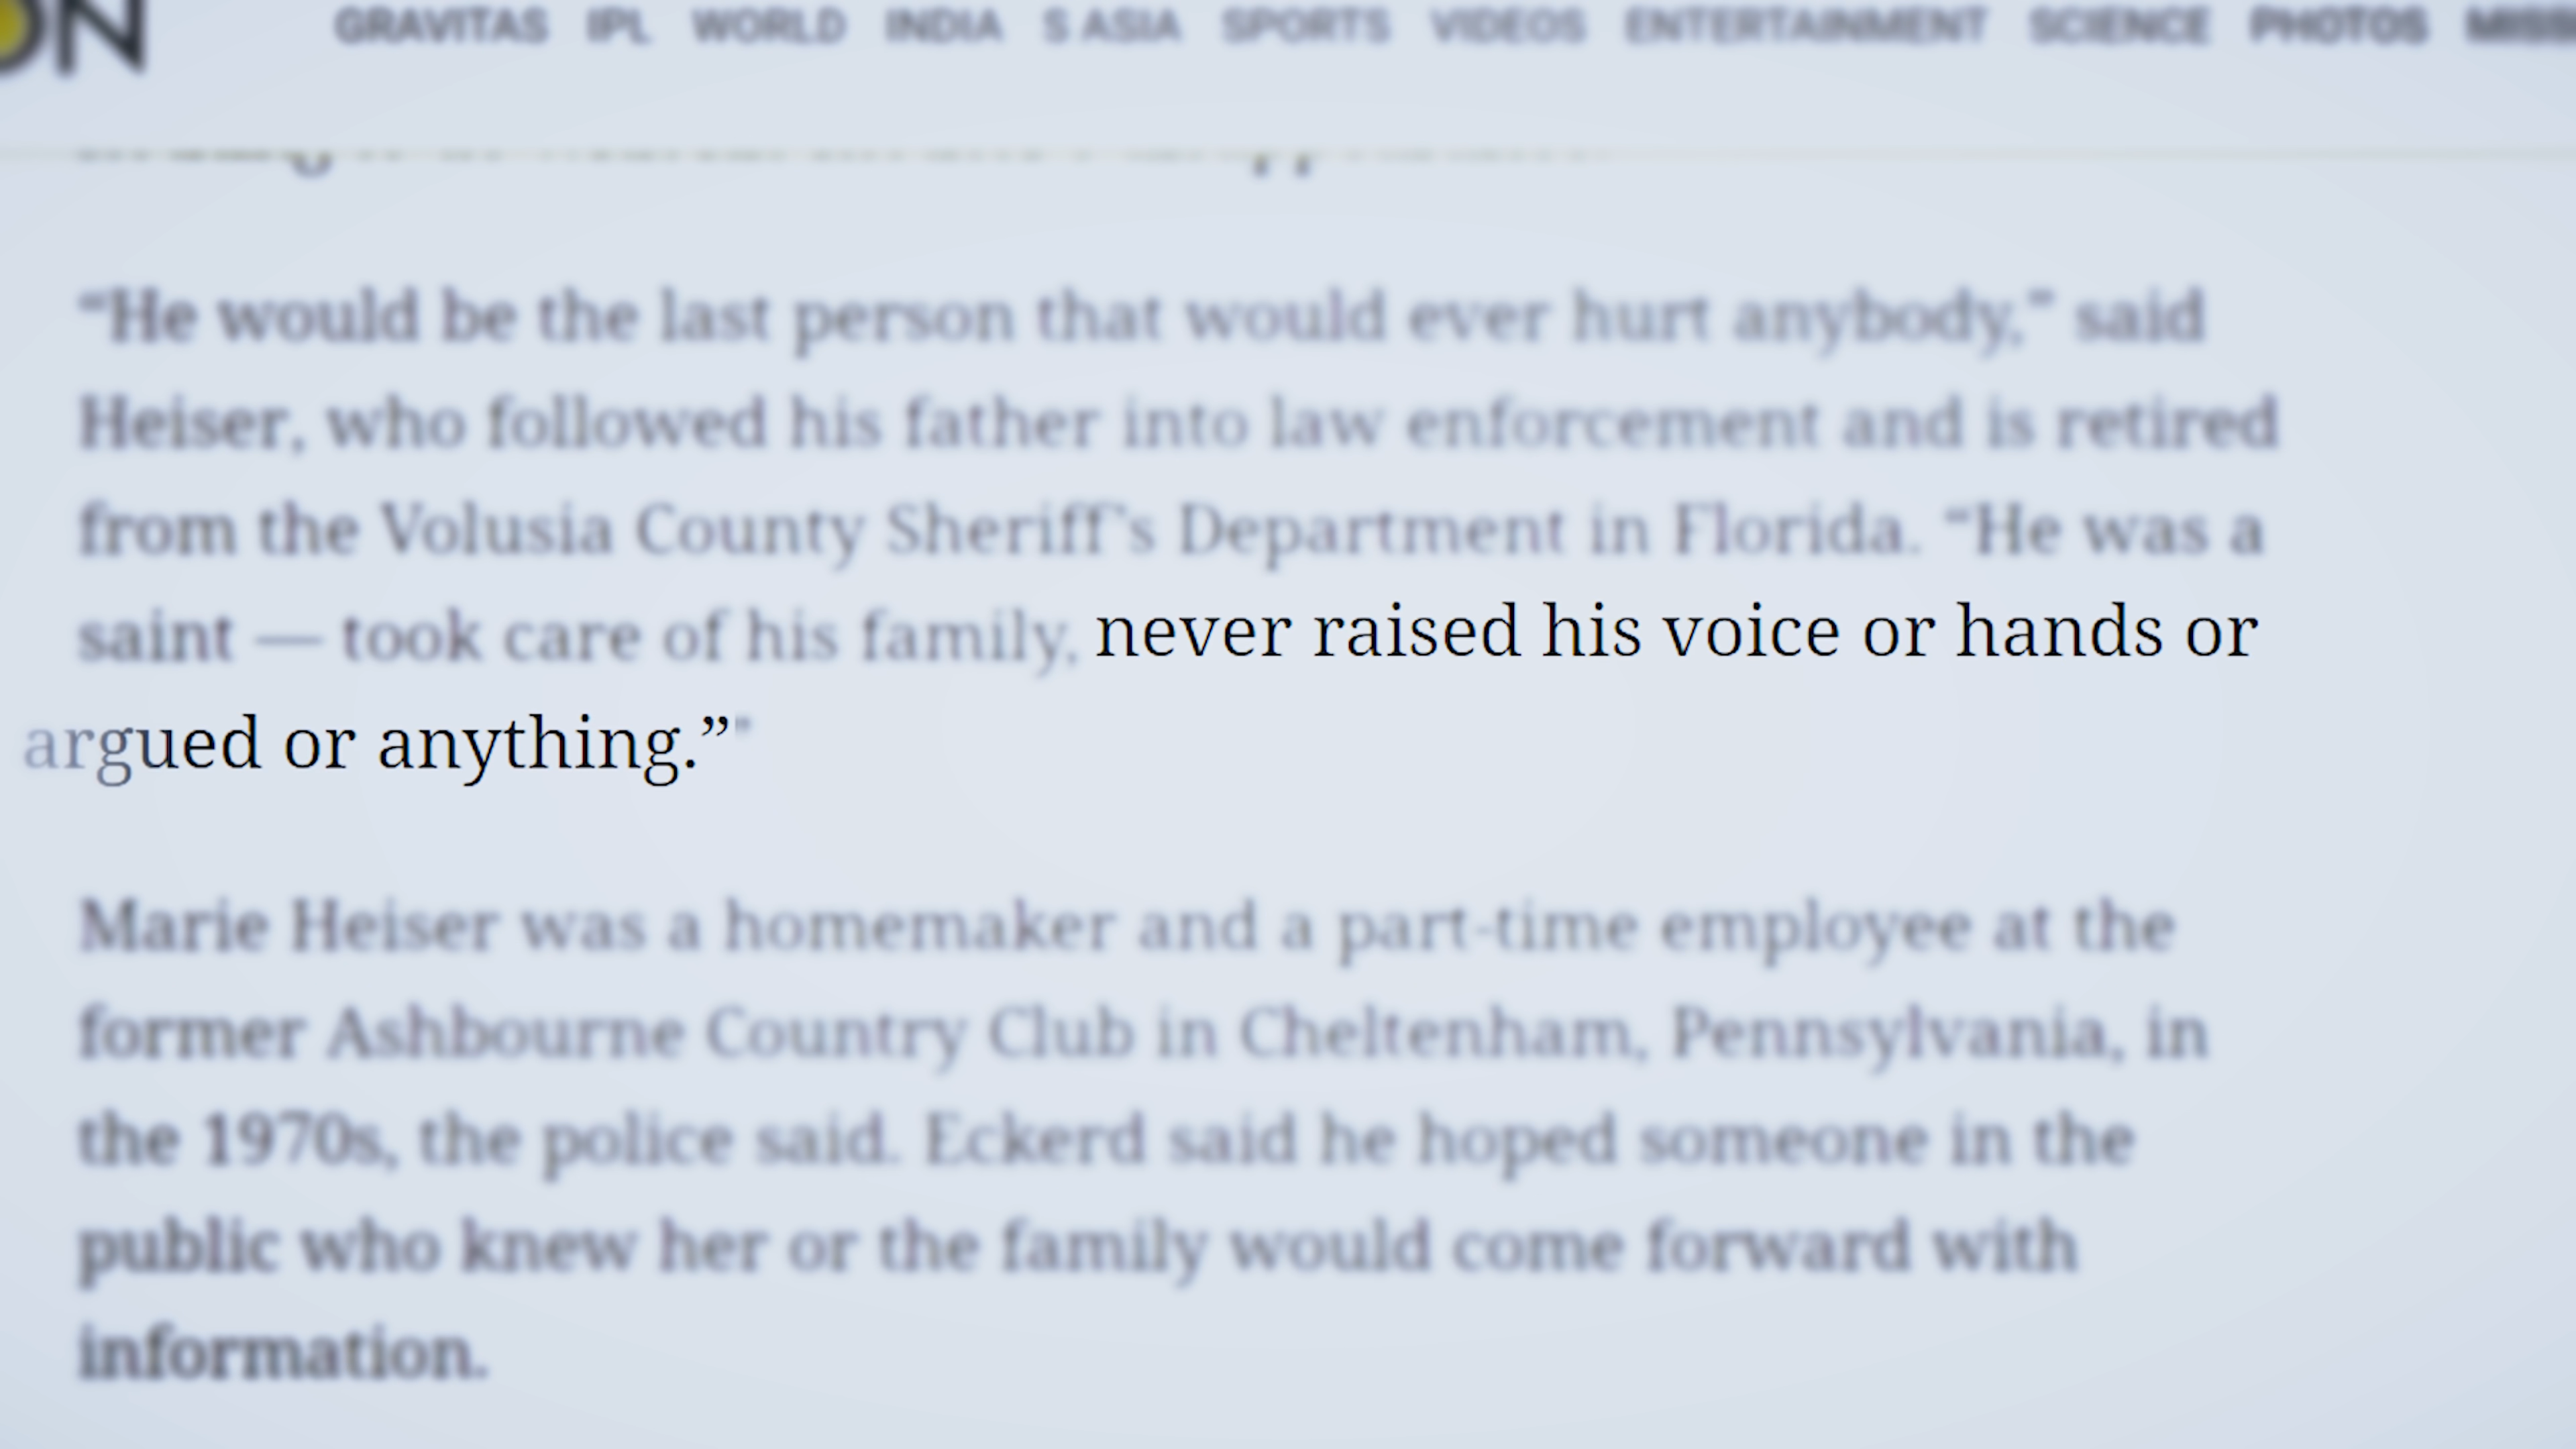 ON GRAVITAS IPL WORLD INDIA S ASIA SPORTS VIDEOS ENTERTAINMENT SCIENCE PHOTOS
“He would be the last person that would ever hurt anybody,” said
Heiser, who followed his father into law enforcement and is retired
from the Volusia County Sheriff’s Department in Florida. “He was a
saint — took care of his family, never raised his voice or hands or
argued or anything.”
Marie Heiser was a homemaker and a part-time employee at the
former Ashbourne Country Club in Cheltenham, Pennsylvania, in
the 1970s, the police said. Eckerd said he hoped someone in the
public who knew her or the family would come forward with
information.